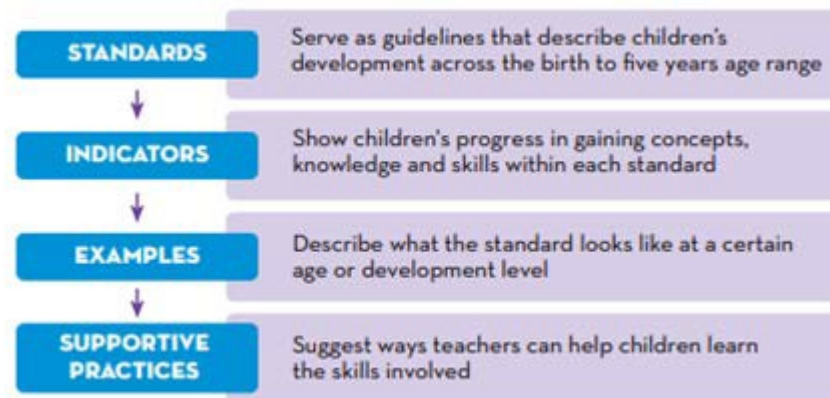 STANDARDS
Serve as guidelines that describe children's
development across the birth to five years age range
INDICATORS
Show children's progress in gaining concepts,
knowledge and skills within each standard
EXAMPLES
Describe what the standard looks like at a certain
age or development level
SUPPORTIVE
PRACTICES
Suggest ways teachers can help children learn
the skills involved